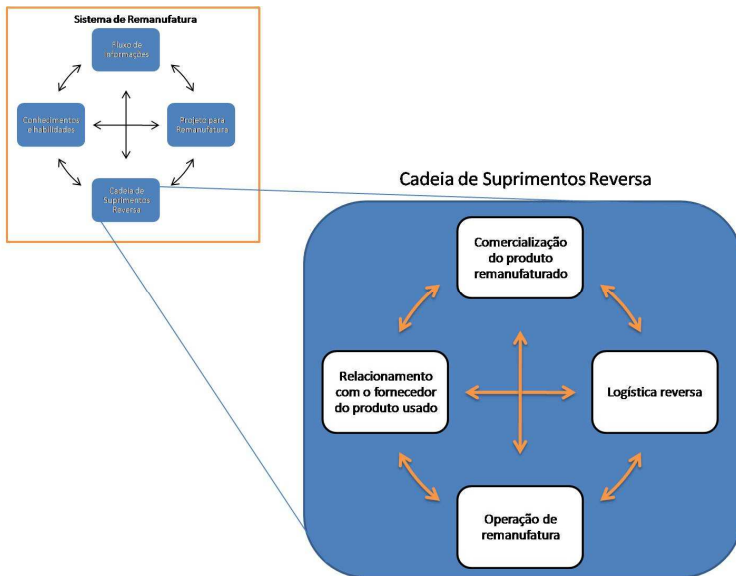 Sistema de Remanufatura
Fluxo de
informações
Conhecimentos
e habilidades
Projeto para
Remanufatura
Cadeia de
Suprimentos
Reversa
Cadeia de Suprimentos Reversa
Comercialização
do produto
remanufaturado
Relacionamento
com o fornecedor
do produto usado
Logística reversa
Operação de
remanufatura